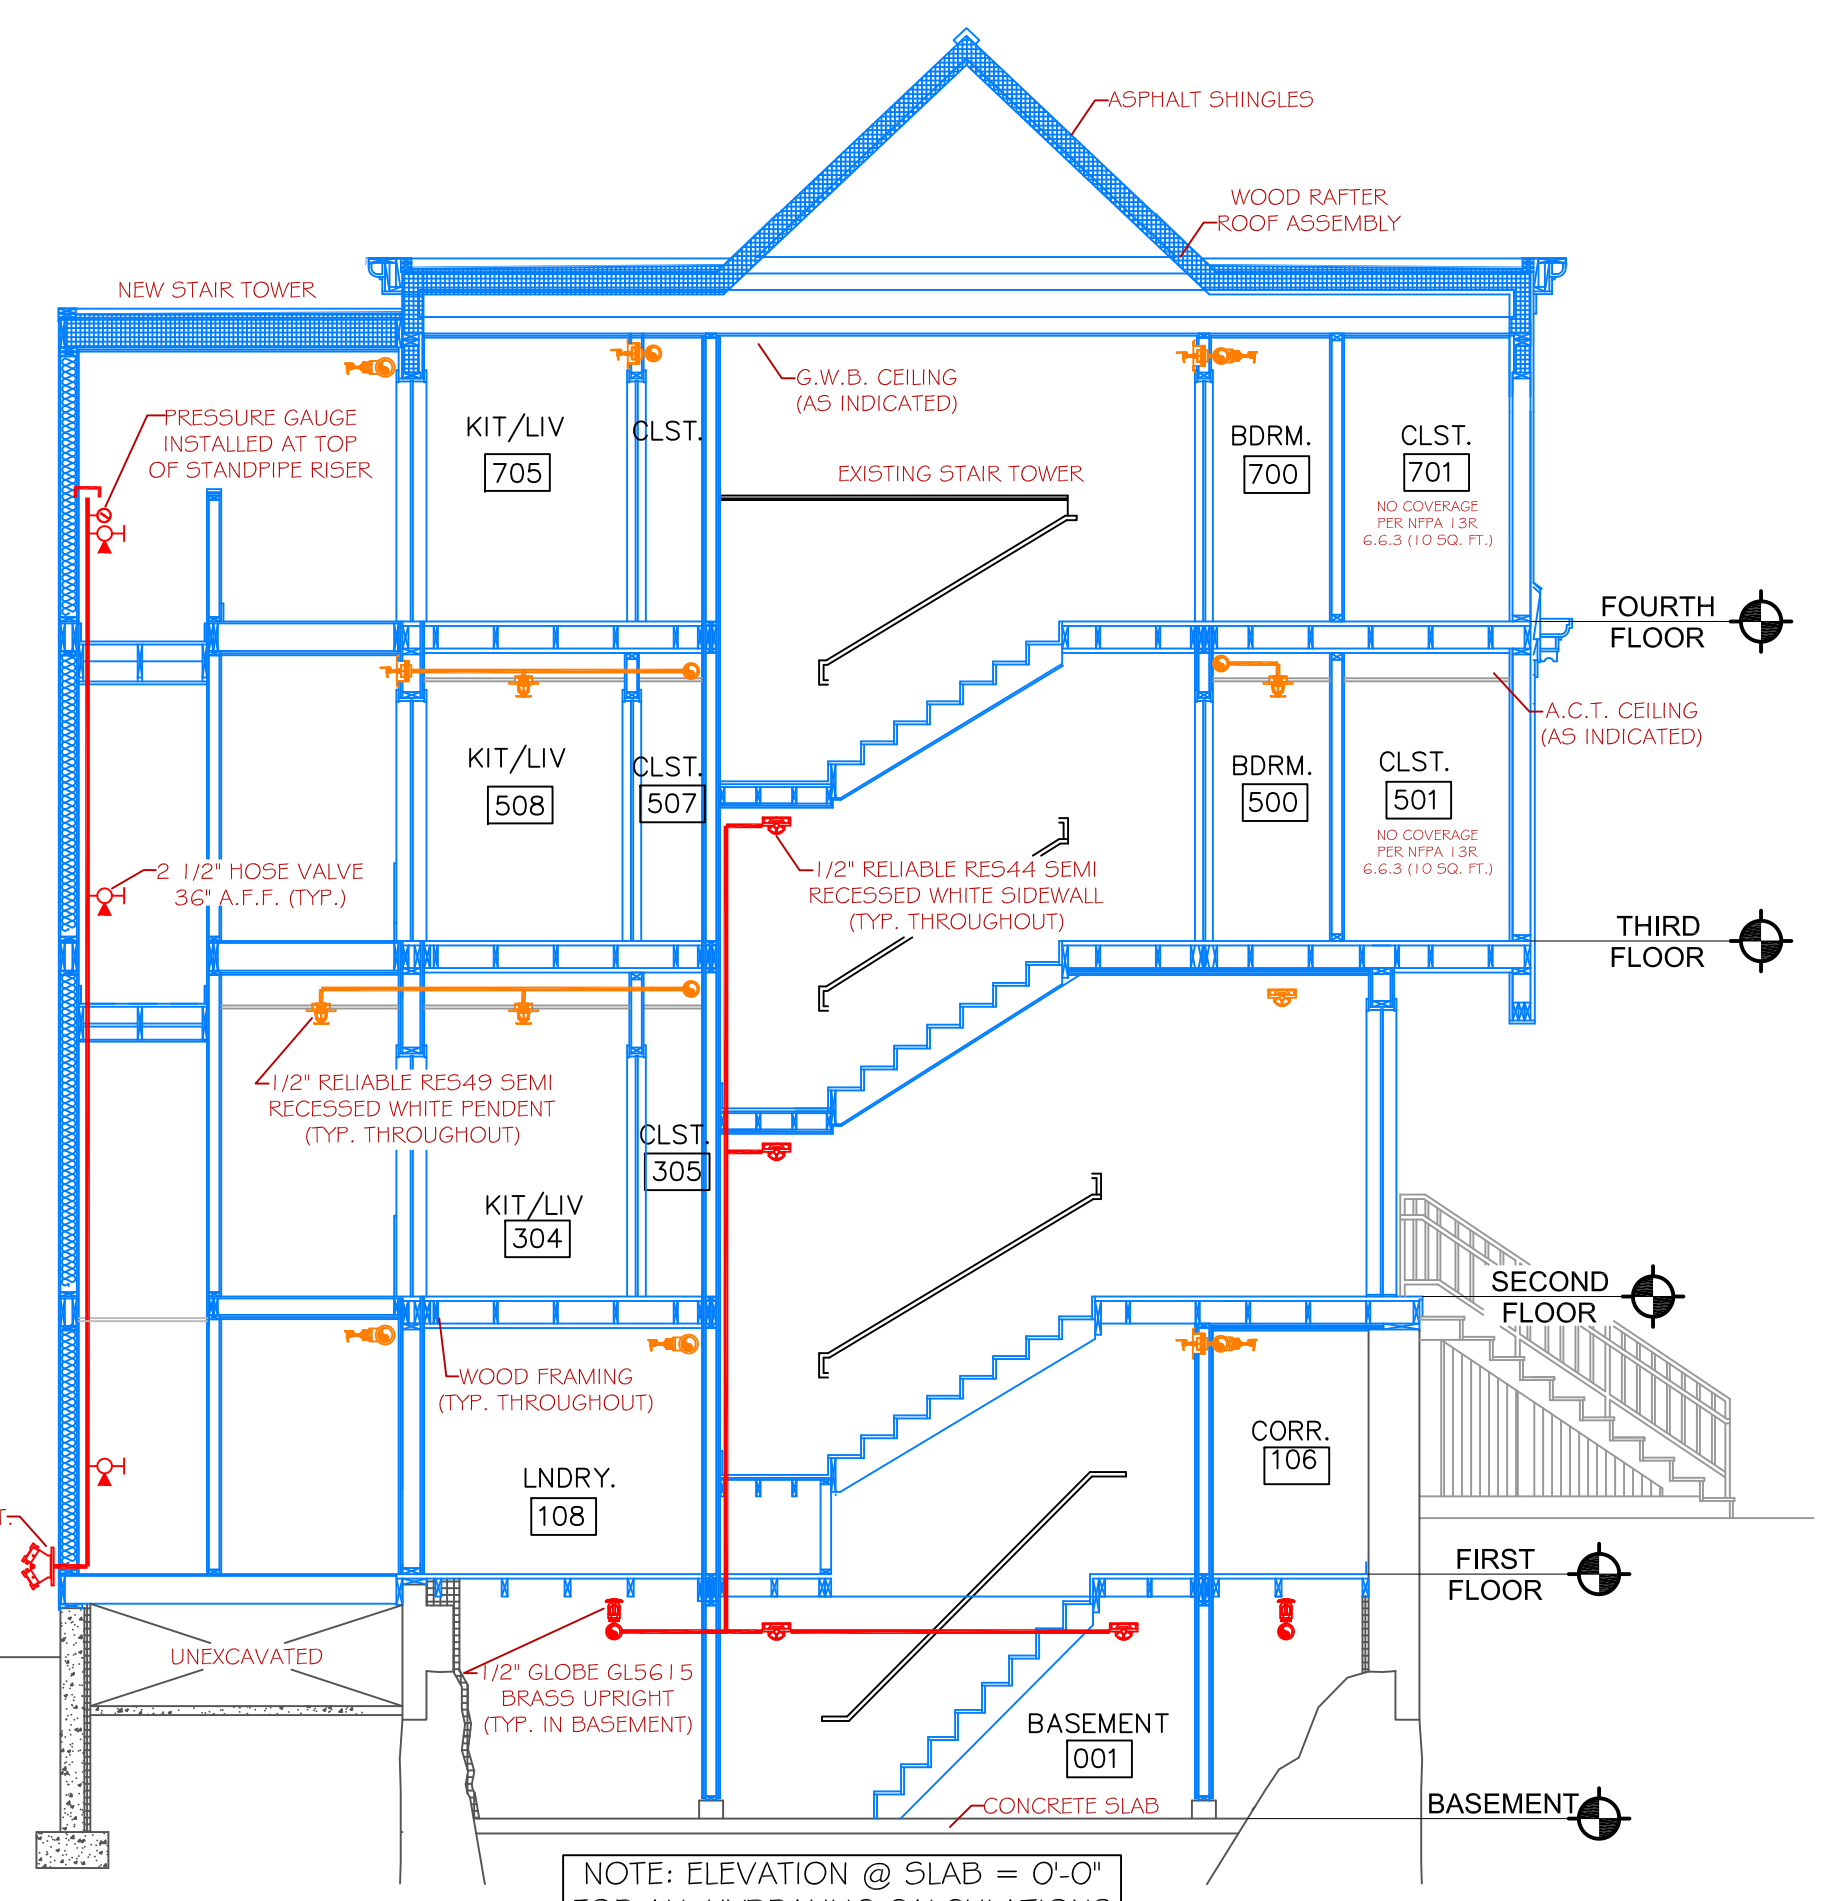 ASPHALT SHINGLES
WOOD RAFTER
ROOF ASSEMBLY
NEW STAIR TOWER
G.W.B. CEILING
(AS INDICATED)
PRESSURE GAUGE
INSTALLED AT TOP
OF STANDPIPE RISER
KIT/LIV
705
CLST.
EXISTING STAIR TOWER
BDRM.
700
CLST.
701
NO COVERAGE
PER NFPA 13R
6.6.3 (10 SQ. FT.)
FOURTH
FLOOR
A.C.T. CEILING
(AS INDICATED)
KIT/LIV
508
CLST.
507
BDRM.
500
CLST.
501
NO COVERAGE
PER NFPA 13R
6.6.3 (10 SQ. FT.)
2 1/2" HOSE VALVE
36" A.F.F. (TYP.)
1/2" RELIABLE RES44 SEMI
RECESSED WHITE SIDEWALL
(TYP. THROUGHOUT)
THIRD
FLOOR
1/2" RELIABLE RES49 SEMI
RECESSED WHITE PENDENT
(TYP. THROUGHOUT)
CLST.
305
KIT/LIV
304
SECOND
FLOOR
WOOD FRAMING
(TYP. THROUGHOUT)
LNDRY.
108
CORR.
106
T.
FIRST
FLOOR
UNEXCAVATED
1/2" GLOBE GL5615
BRASS UPRIGHT
(TYP. IN BASEMENT)
BASEMENT
001
CONCRETE SLAB
BASEMENT
NOTE: ELEVATION @ SLAB = 0'-0"
FOR ALL HYDRAULIC CALCULATIONS